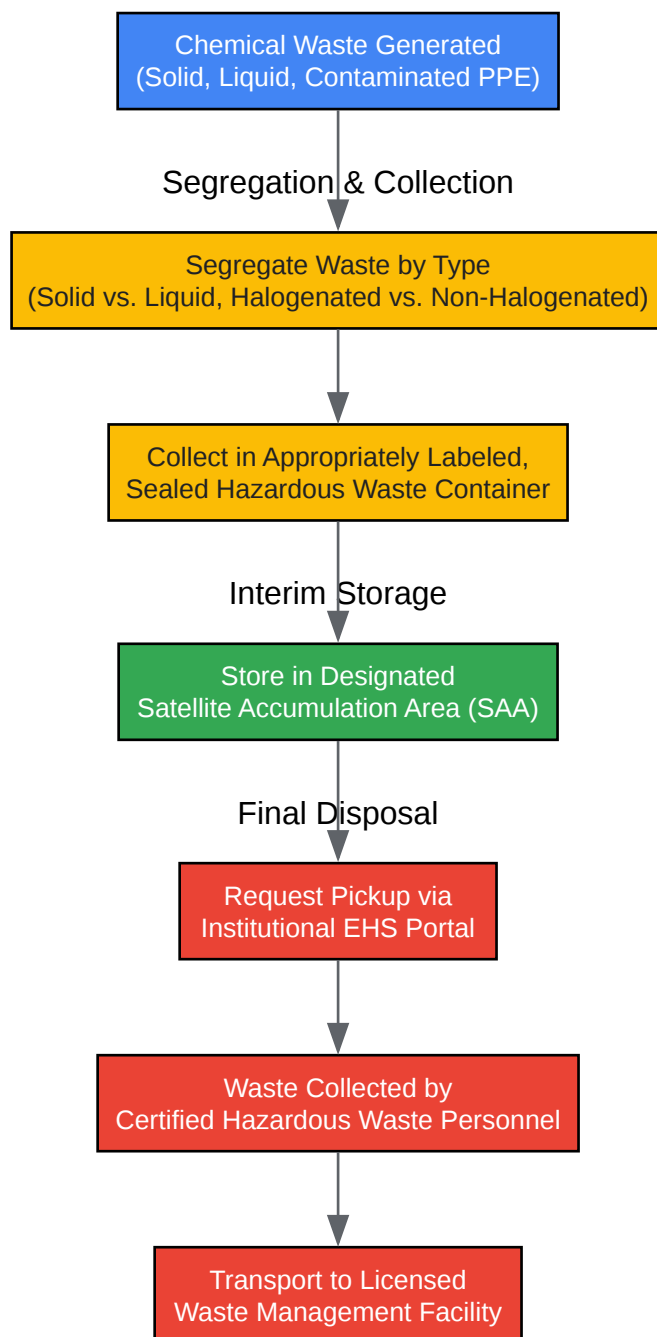 Chemical Waste Generated
(Solid, Liquid, Contaminated PPE)
Segregation & Collection
Segregate Waste by Type
(Solid vs. Liquid, Halogenated vs. Non-Halogenated)
Collect in Appropriately Labeled,
Sealed Hazardous Waste Container
Interim Storage
Store in Designated
Satellite Accumulation Area (SAA)
Final Disposal
Request Pickup via
Institutional EHS Portal
Waste Collected by
Certified Hazardous Waste Personnel
Transport to Licensed
Waste Management Facility